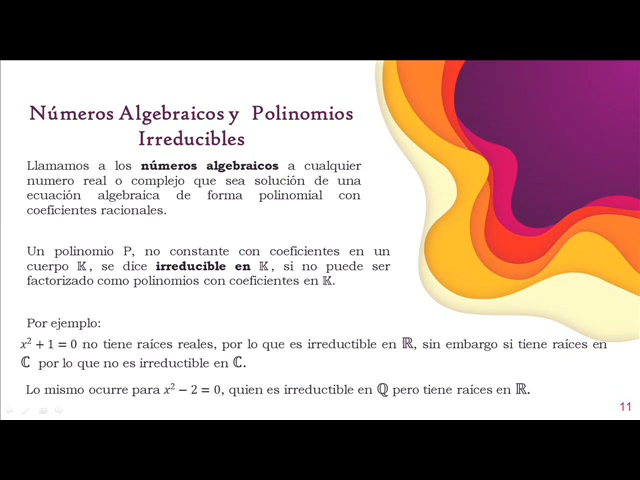 Números Algebraicos y Polinomios
Irreducibles
Llamamos a los números algebraicos a cualquier
numero real o complejo que sea solución de una
ecuación algebraica de forma polinomial con
coeficientes racionales.
Un polinomio P, no constante con coeficientes en un
cuerpo 𝕂, se dice irreducible en 𝕂, si no puede ser
factorizado como polinomios con coeficientes en 𝕂.
Por ejemplo:
x² + 1 = 0 no tiene raíces reales, por lo que es irreductible en ℝ, sin embargo si tiene raíces en
ℂ por lo que no es irreductible en ℂ.
Lo mismo ocurre para x² − 2 = 0, quien es irreductible en ℚ pero tiene raíces en ℝ.
11